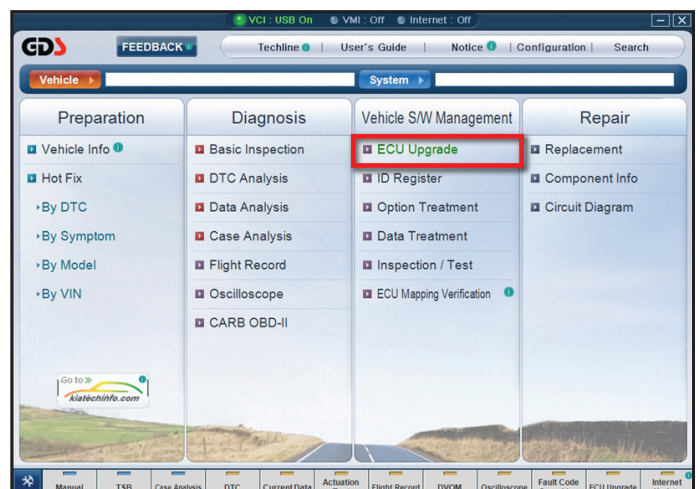 VCI : USB On VMI : Off Internet : Off
GDS FEEDBACK Techline | User's Guide | Notice | Configuration | Search
Vehicle System
Preparation
Vehicle Info
Hot Fix
By DTC
By Symptom
By Model
By VIN
Go to »
kiatechinfo.com
Diagnosis
Basic Inspection
DTC Analysis
Data Analysis
Case Analysis
Flight Record
Oscilloscope
CARB OBD-II
Vehicle S/W Management
ECU Upgrade
ID Register
Option Treatment
Data Treatment
Inspection / Test
ECU Mapping Verification
Repair
Replacement
Component Info
Circuit Diagram
Manual TSB Case Analysis DTC Current Data Actuation Flight Record DVOM Oscilloscope Fault Code ECU Upgrade Internet